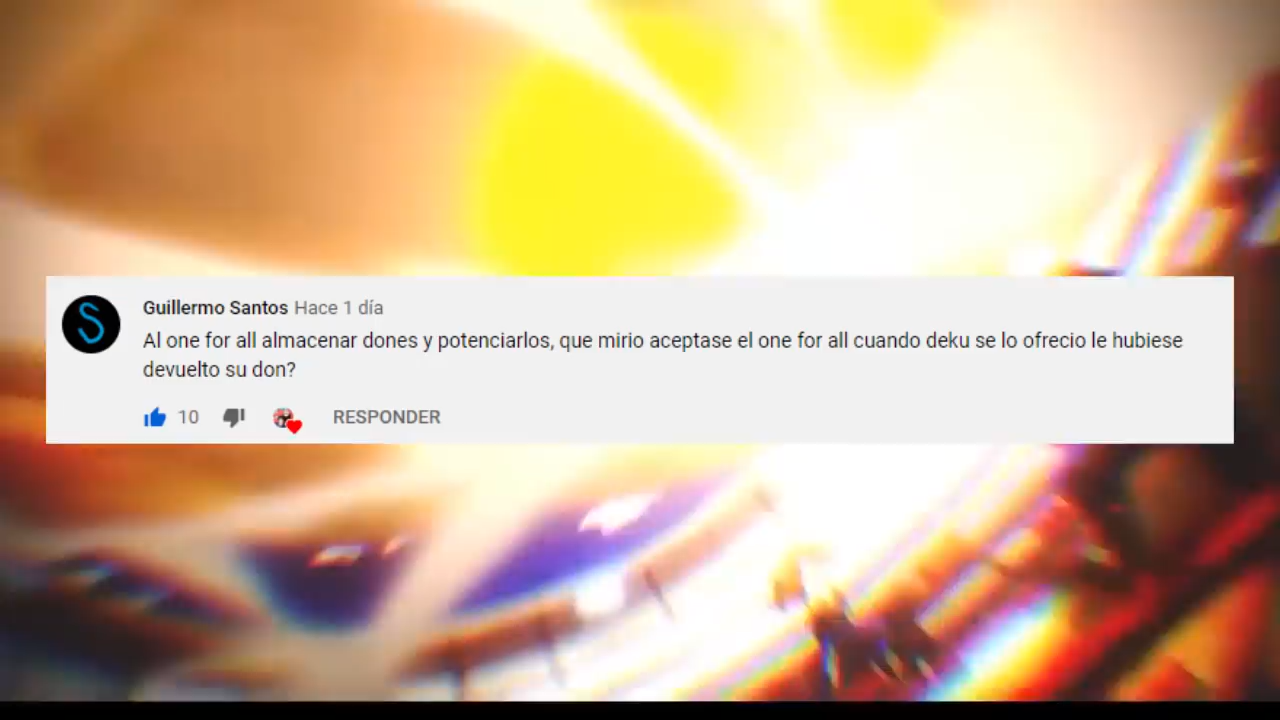 Guillermo Santos Hace 1 día
Al one for all almacenar dones y potenciarlos, que mirio aceptase el one for all cuando deku se lo ofrecio le hubiese
devuelto su don?
10 RESPONDER